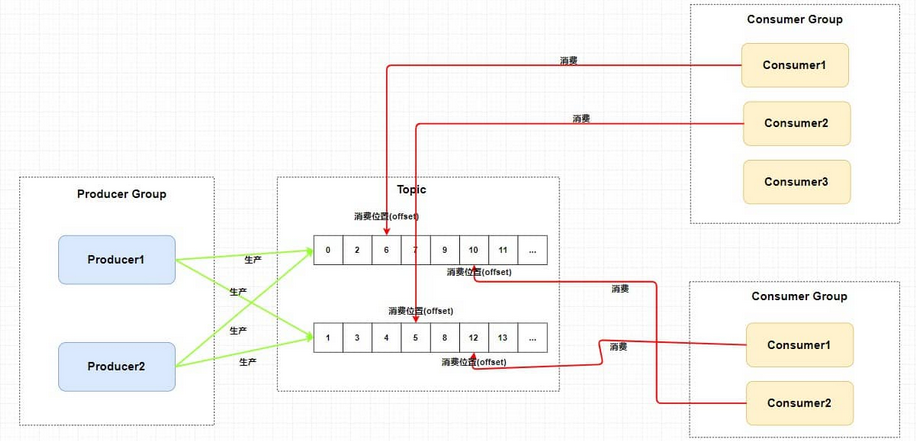 Consumer Group
Consumer1
消费
Consumer2
消费
Consumer3
Producer Group
Topic
消费位置(offset)
Producer1
生产
0 2 6 7 9 10 11 ...
消费位置(offset)
生产
消费
Consumer Group
消费位置(offset)
生产
1 3 4 5 8 12 13 ...
Consumer1
消费
Producer2
生产
消费位置(offset)
Consumer2